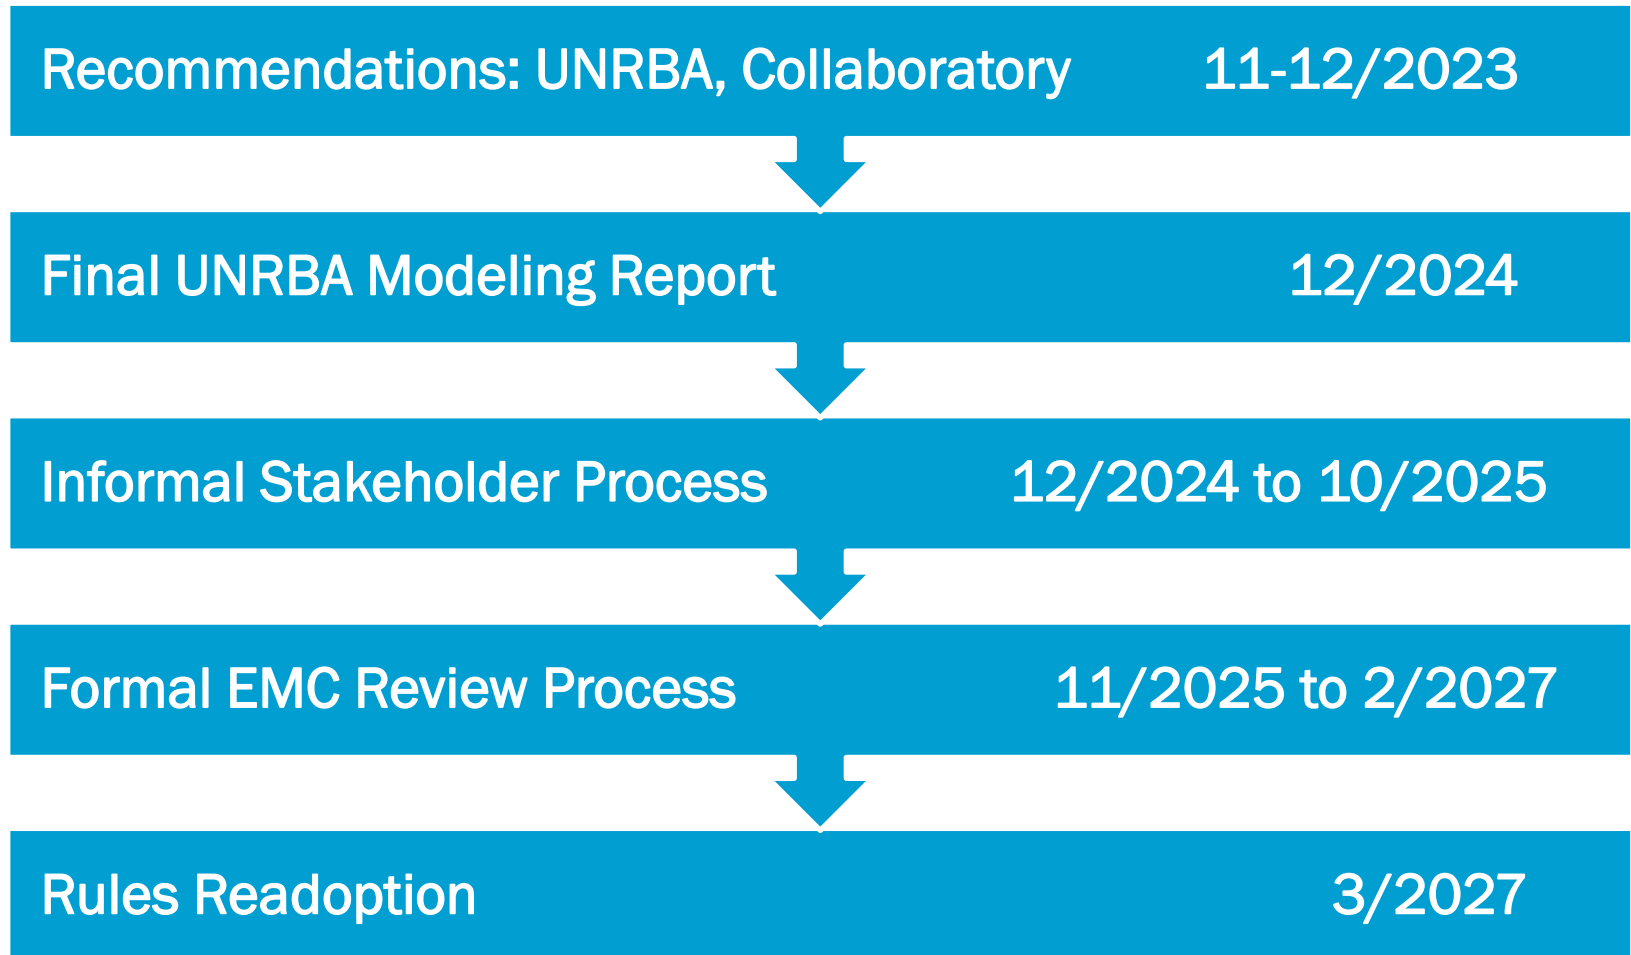 Recommendations: UNRBA, Collaboratory 11-12/2023
Final UNRBA Modeling Report 12/2024
Informal Stakeholder Process 12/2024 to 10/2025
Formal EMC Review Process 11/2025 to 2/2027
Rules Readoption 3/2027